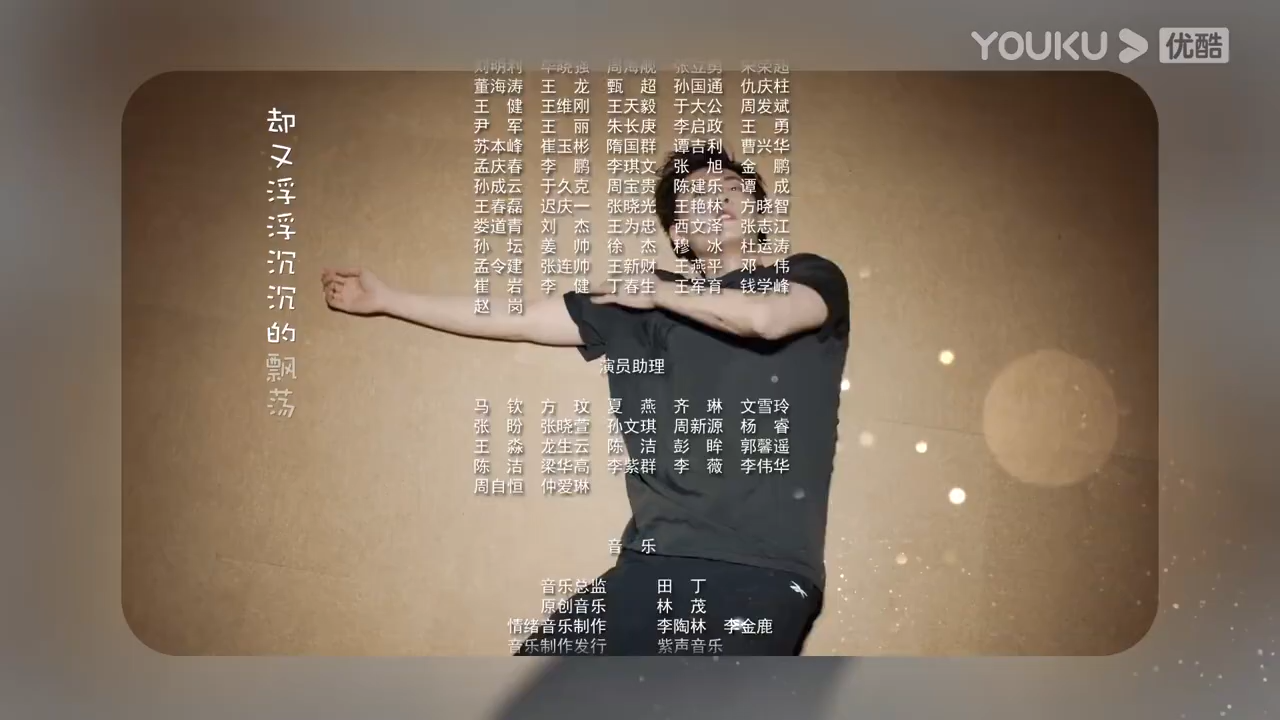 YOUKU 优酷
却又浮浮沉沉的飘荡
董海涛 王 龙 甄 超 孙国通 仇庆柱
王 健 王维刚 王天毅 于大公 周发斌
尹 军 王 丽 朱长庚 李启政 王 勇
苏本峰 崔玉彬 隋国群 谭吉利 曹兴华
孟庆春 李 鹏 李琪文 张 旭 金 鹏
孙成云 于久克 周宝贵 陈建乐 谭 成
王春磊 迟庆一 张晓光 王艳林 方晓智
娄道青 刘 杰 王为忠 西文泽 张志江
孙 坛 姜 帅 徐 杰 穆 冰 杜运涛
孟令建 张连帅 王新财 王燕平 邓 伟
崔 岩 李 健 丁春生 王军育 钱学峰
赵 岗
演员助理
马 钦 方 玟 夏 燕 齐 琳 文雪玲
张 盼 张晓萱 孙文琪 周新源 杨 睿
王 淼 龙生云 陈 洁 彭 眸 郭馨遥
陈 洁 梁华高 李紫群 李 薇 李伟华
周自恒 仲爱琳
音 乐
音乐总监 田 丁
原创音乐 林 茂
情绪音乐制作 李陶林 李金鹿
音乐制作发行 紫声音乐